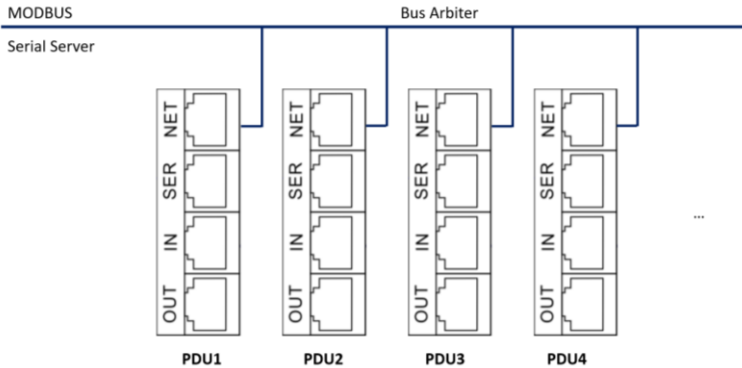 MODBUS Bus Arbiter
Serial Server
NET NET NET NET
SER SER SER SER
IN IN IN IN
...
OUT OUT OUT OUT
PDU1 PDU2 PDU3 PDU4